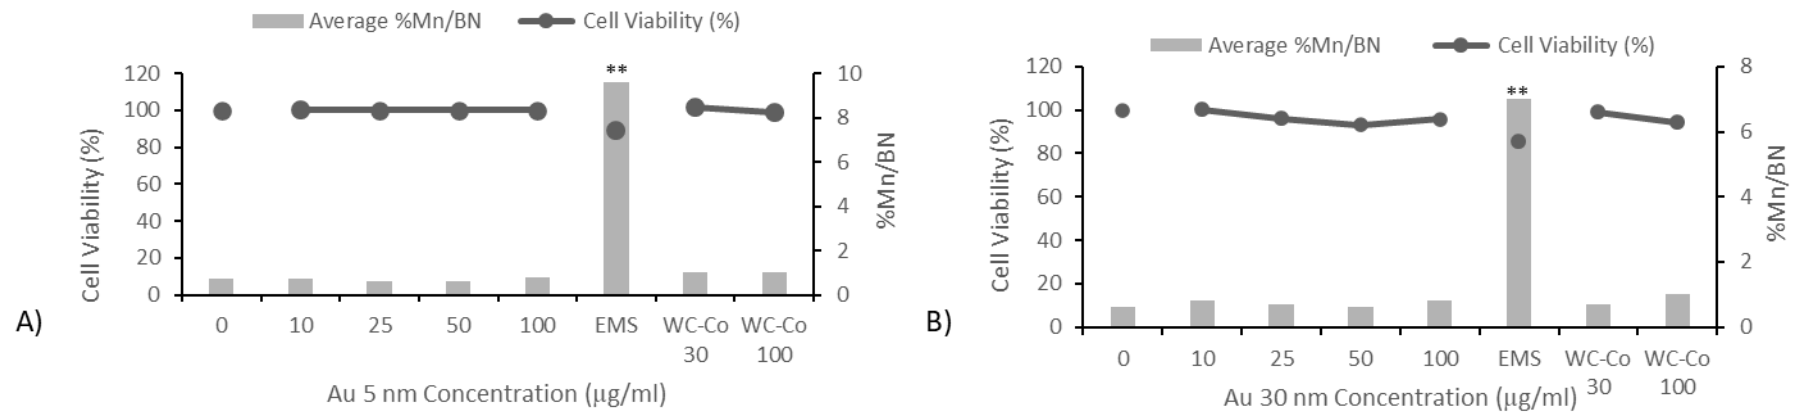 Average %Mn/BN Cell Viability (%)
**
120
100
80
60
40
20
0
Cell Viability (%)
10
8
6
4
2
0
%Mn/BN
0 10 25 50 100 EMS WC-Co 30 WC-Co 100
Au 5 nm Concentration (μg/ml)
A)
Average %Mn/BN Cell Viability (%)
**
120
100
80
60
40
20
0
Cell Viability (%)
8
6
4
2
0
%Mn/BN
0 10 25 50 100 EMS WC-Co 30 WC-Co 100
Au 30 nm Concentration (μg/ml)
B)